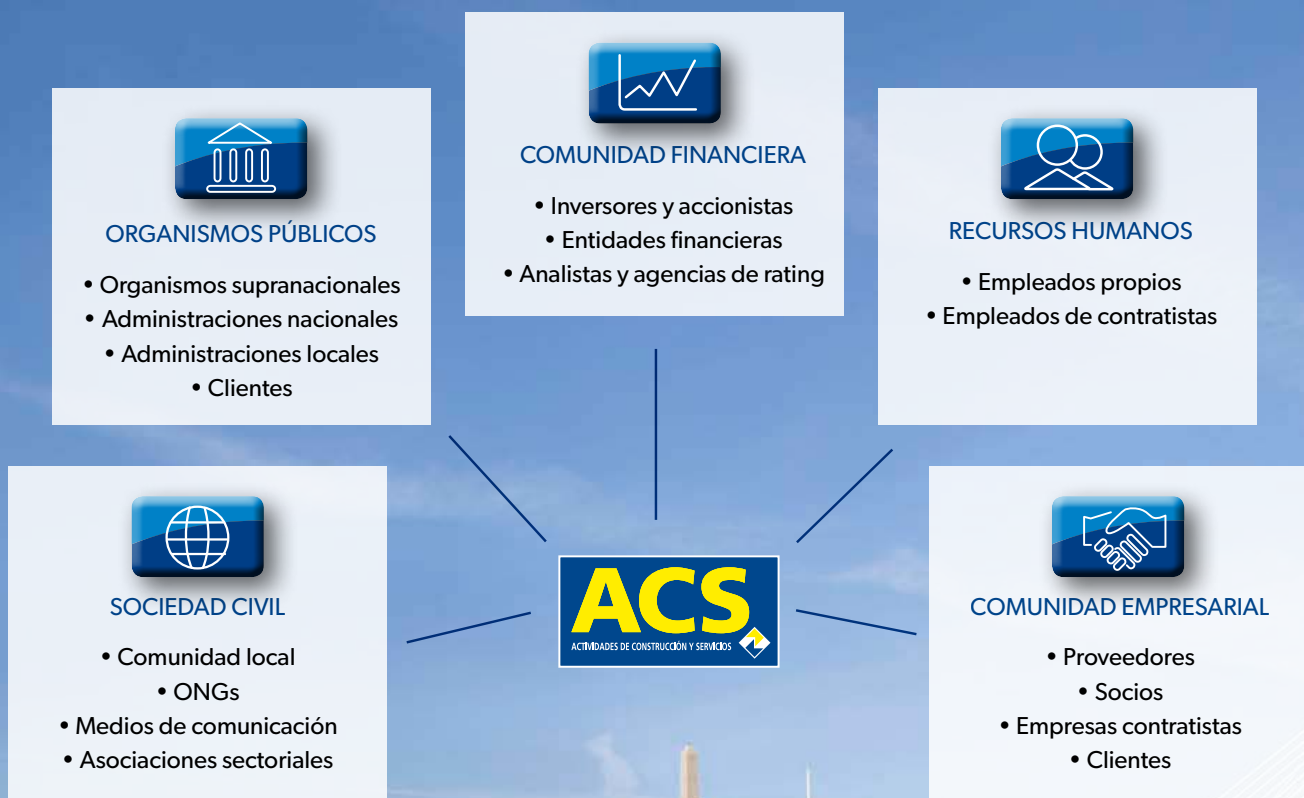 COMUNIDAD FINANCIERA
• Inversores y accionistas
• Entidades financieras
• Analistas y agencias de rating
ORGANISMOS PÚBLICOS
• Organismos supranacionales
• Administraciones nacionales
• Administraciones locales
• Clientes
RECURSOS HUMANOS
• Empleados propios
• Empleados de contratistas
SOCIEDAD CIVIL
• Comunidad local
• ONGs
• Medios de comunicación
• Asociaciones sectoriales
ACS
ACTIVIDADES DE CONSTRUCCIÓN Y SERVICIOS
COMUNIDAD EMPRESARIAL
• Proveedores
• Socios
• Empresas contratistas
• Clientes